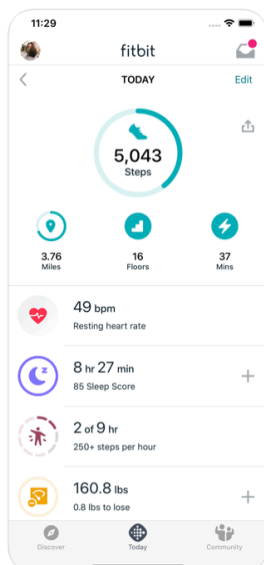 11:29
fitbit
TODAY
Edit
5,043
Steps
3.76
Miles
16
Floors
37
Mins
49 bpm
Resting heart rate
8 hr 27 min
85 Sleep Score
2 of 9 hr
250+ steps per hour
160.8 lbs
0.8 lbs to lose
Discover
Today
Community